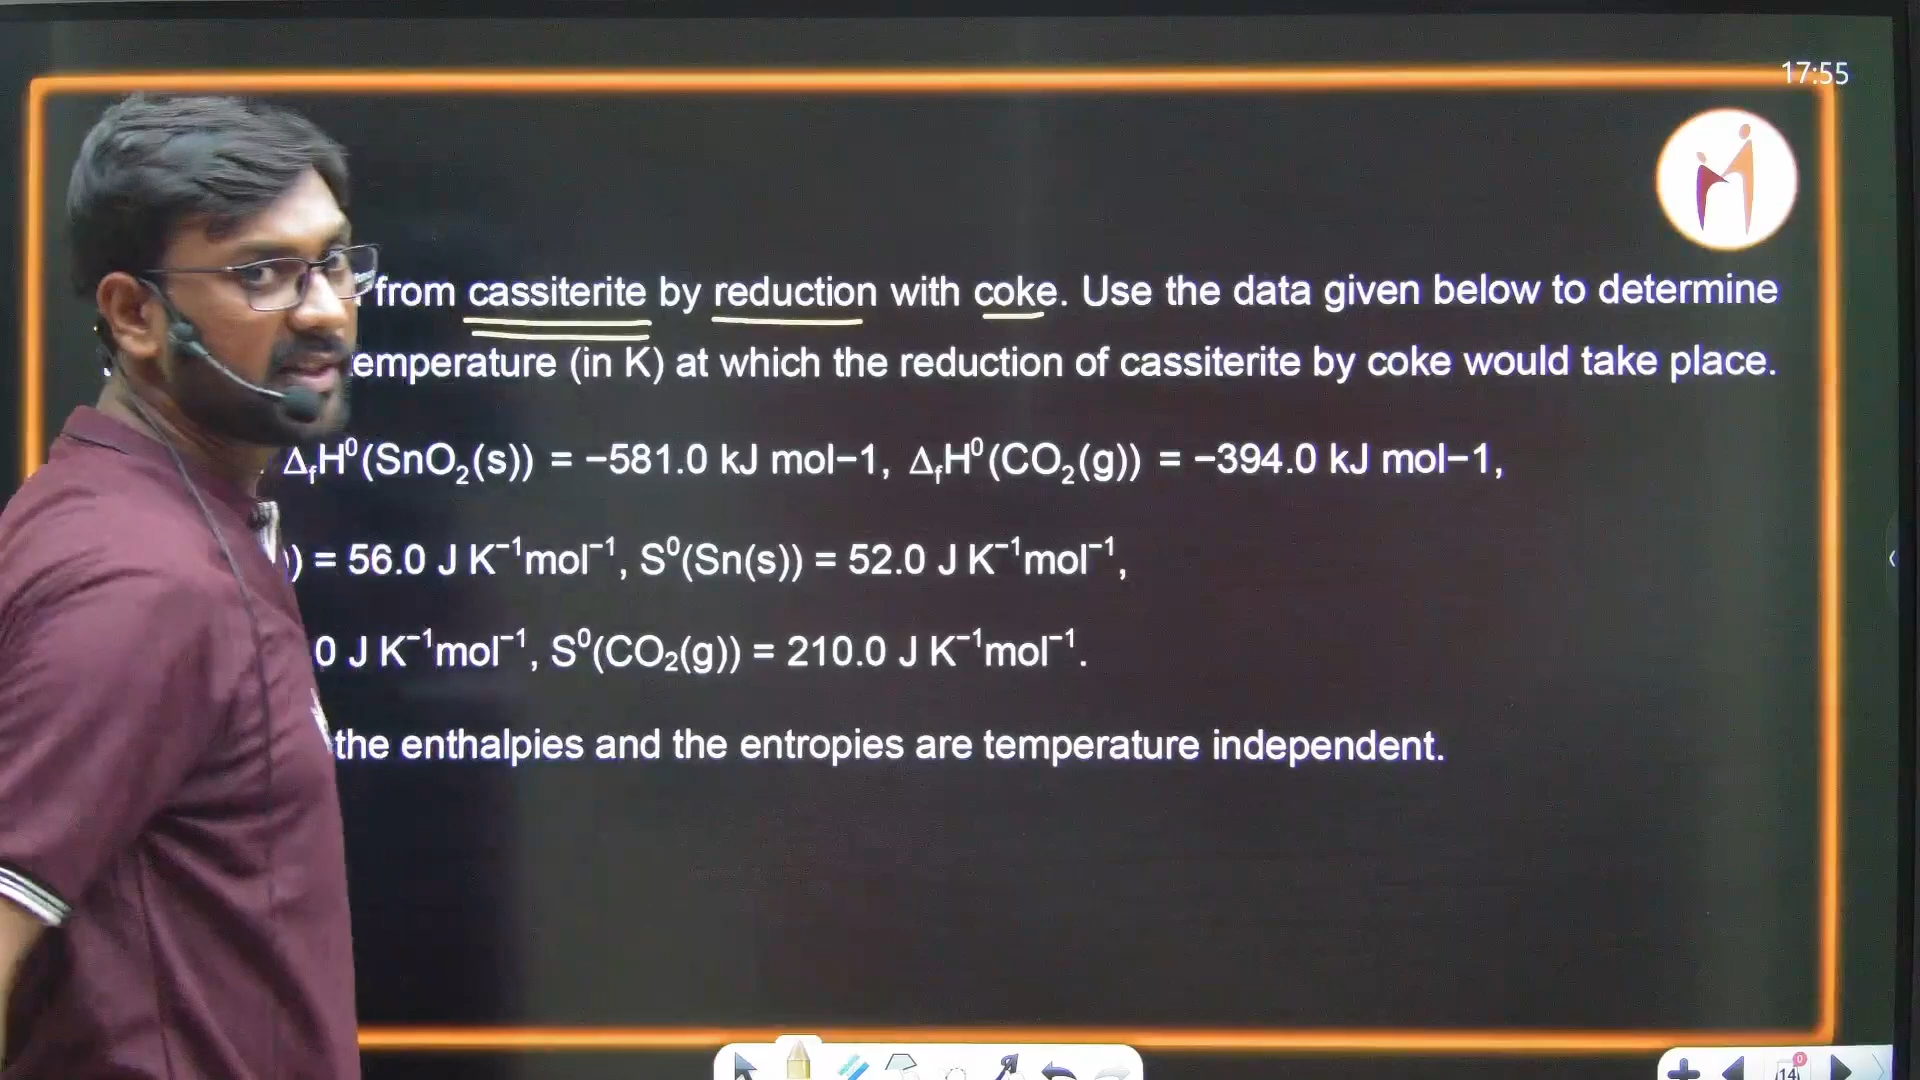 17:55
from cassiterite by reduction with coke. Use the data given below to determine
emperature (in K) at which the reduction of cassiterite by coke would take place.
ΔfH⁰(SnO₂(s)) = −581.0 kJ mol−1, ΔfH⁰(CO₂(g)) = −394.0 kJ mol−1,
) = 56.0 J K⁻¹mol⁻¹, S⁰(Sn(s)) = 52.0 J K⁻¹mol⁻¹,
.0 J K⁻¹mol⁻¹, S⁰(CO₂(g)) = 210.0 J K⁻¹mol⁻¹.
the enthalpies and the entropies are temperature independent.
14
0